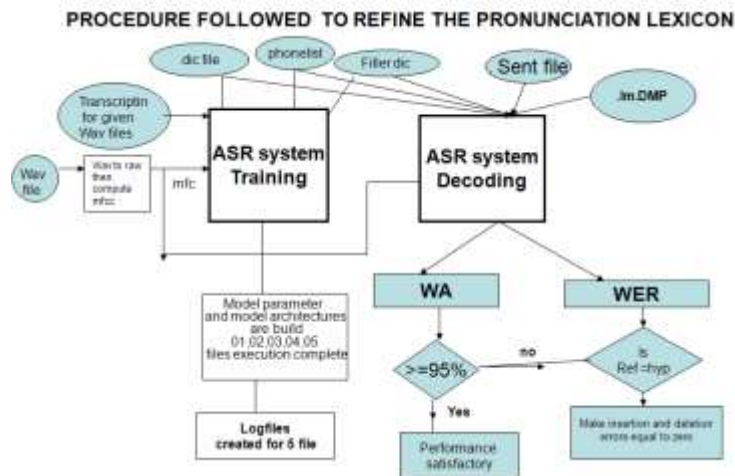 PROCEDURE FOLLOWED TO REFINE THE PRONUNCIATION LEXICON
dic file
phonelist
Filler dic
. Sent file
.lm.DMP
Transcriptin
for given
Wav files
Wav
file
Wav to raw
then
compute
mfcc
mfc
ASR system
Training
ASR system
Decoding
WA
WER
Model parameter
and model architectures
are build
01,02,03,04,05
files execution complete
>=95%
no
Is
Ref =hyp
Yes
Logfiles
created for 5 file
Performance
satisfactory
Make insertion and deletion
errors equal to zero